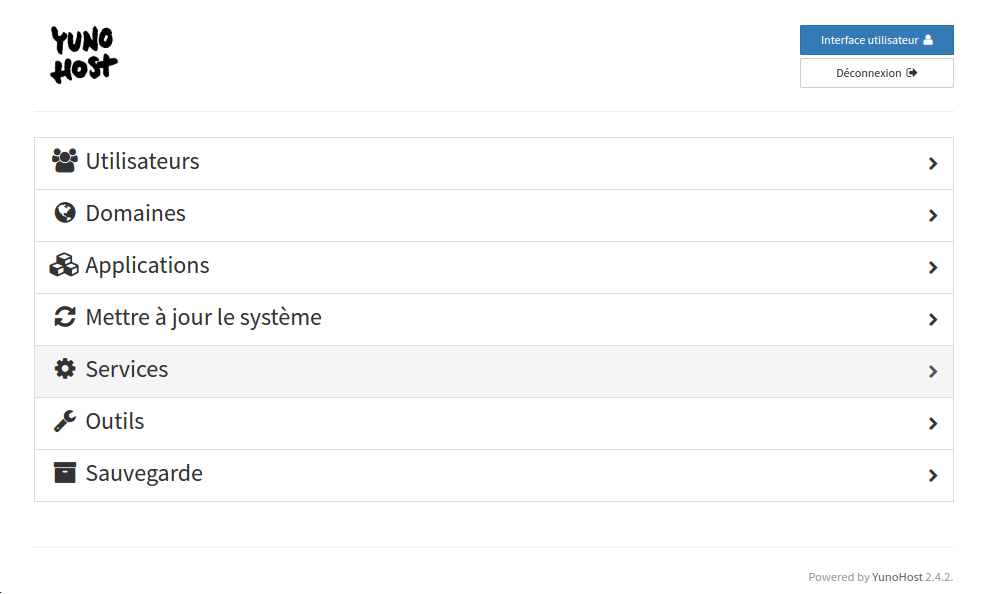 YUNO
HOST
Interface utilisateur
Déconnexion
Utilisateurs
Domaines
Applications
Mettre à jour le système
Services
Outils
Sauvegarde
Powered by YunoHost 2.4.2.